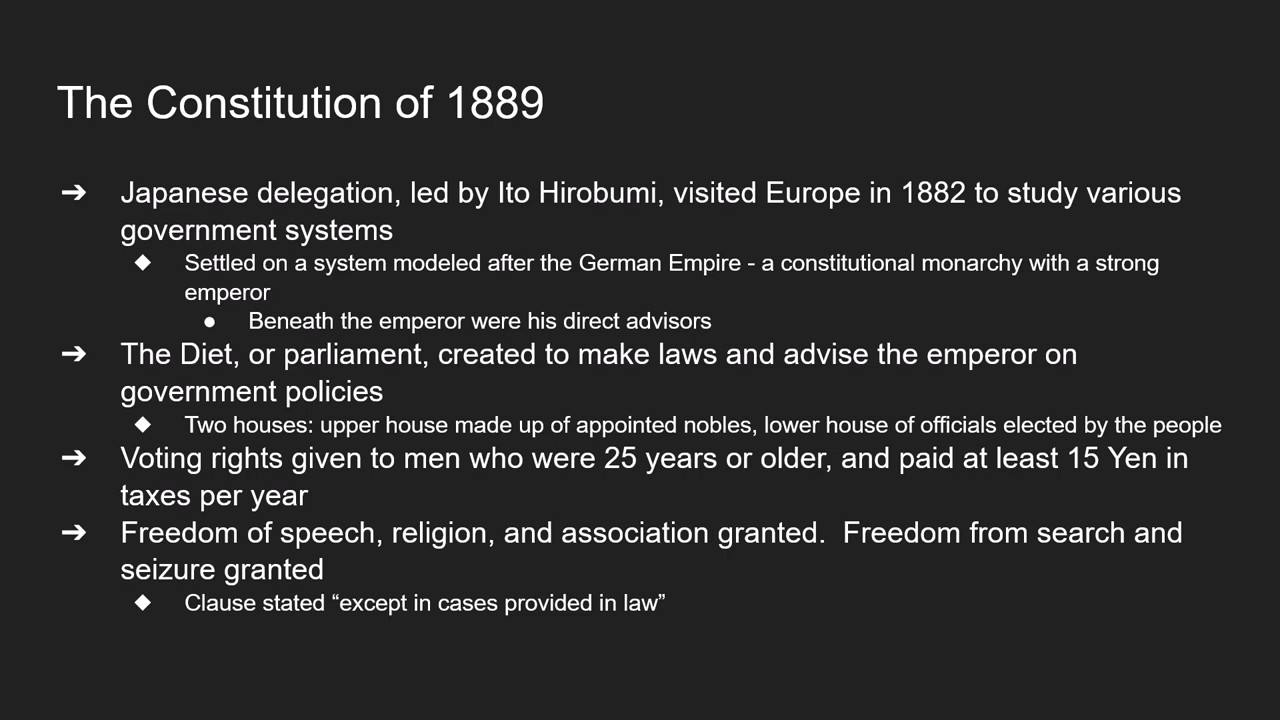 The Constitution of 1889
➔ Japanese delegation, led by Ito Hirobumi, visited Europe in 1882 to study various
government systems
◆ Settled on a system modeled after the German Empire - a constitutional monarchy with a strong
emperor
● Beneath the emperor were his direct advisors
➔ The Diet, or parliament, created to make laws and advise the emperor on
government policies
◆ Two houses: upper house made up of appointed nobles, lower house of officials elected by the people
➔ Voting rights given to men who were 25 years or older, and paid at least 15 Yen in
taxes per year
➔ Freedom of speech, religion, and association granted.  Freedom from search and
seizure granted
◆ Clause stated “except in cases provided in law”